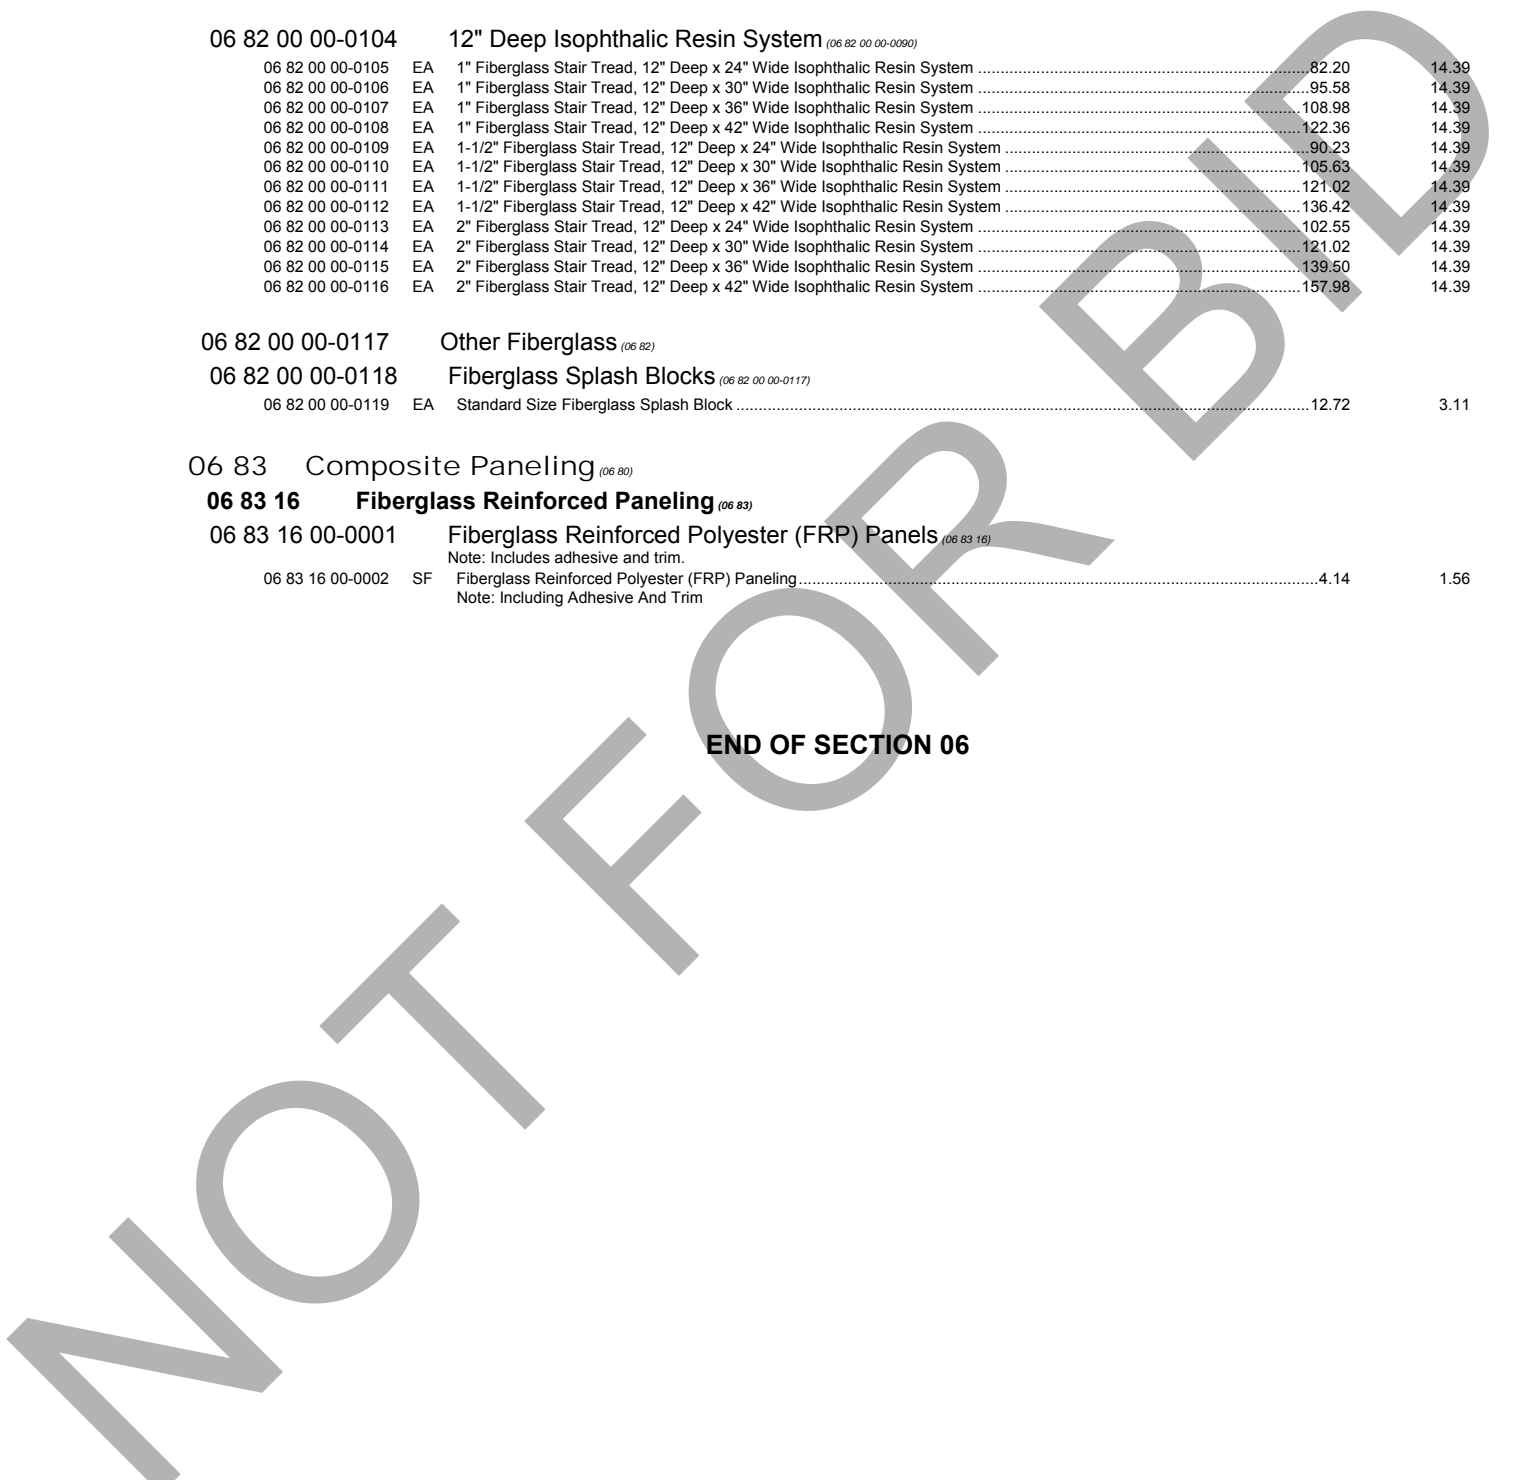 06 82 00 00-0104 12" Deep Isophthalic Resin System (06 82 00 00-0090)
06 82 00 00-0105 EA 1" Fiberglass Stair Tread, 12" Deep x 24" Wide Isophthalic Resin System 82.20 14.39
06 82 00 00-0106 EA 1" Fiberglass Stair Tread, 12" Deep x 30" Wide Isophthalic Resin System 95.58 14.39
06 82 00 00-0107 EA 1" Fiberglass Stair Tread, 12" Deep x 36" Wide Isophthalic Resin System 108.98 14.39
06 82 00 00-0108 EA 1" Fiberglass Stair Tread, 12" Deep x 42" Wide Isophthalic Resin System 122.36 14.39
06 82 00 00-0109 EA 1-1/2" Fiberglass Stair Tread, 12" Deep x 24" Wide Isophthalic Resin System 90.23 14.39
06 82 00 00-0110 EA 1-1/2" Fiberglass Stair Tread, 12" Deep x 30" Wide Isophthalic Resin System 105.63 14.39
06 82 00 00-0111 EA 1-1/2" Fiberglass Stair Tread, 12" Deep x 36" Wide Isophthalic Resin System 121.02 14.39
06 82 00 00-0112 EA 1-1/2" Fiberglass Stair Tread, 12" Deep x 42" Wide Isophthalic Resin System 136.42 14.39
06 82 00 00-0113 EA 2" Fiberglass Stair Tread, 12" Deep x 24" Wide Isophthalic Resin System 102.55 14.39
06 82 00 00-0114 EA 2" Fiberglass Stair Tread, 12" Deep x 30" Wide Isophthalic Resin System 121.02 14.39
06 82 00 00-0115 EA 2" Fiberglass Stair Tread, 12" Deep x 36" Wide Isophthalic Resin System 139.50 14.39
06 82 00 00-0116 EA 2" Fiberglass Stair Tread, 12" Deep x 42" Wide Isophthalic Resin System 157.98 14.39
06 82 00 00-0117 Other Fiberglass (06 82)
06 82 00 00-0118 Fiberglass Splash Blocks (06 82 00 00-0117)
06 82 00 00-0119 EA Standard Size Fiberglass Splash Block 12.72 3.11
06 83 Composite Paneling (06 80)
06 83 16 Fiberglass Reinforced Paneling (06 83)
06 83 16 00-0001 Fiberglass Reinforced Polyester (FRP) Panels (06 83 16)
Note: Includes adhesive and trim.
06 83 16 00-0002 SF Fiberglass Reinforced Polyester (FRP) Paneling 4.14 1.56
Note: Including Adhesive And Trim
END OF SECTION 06
NOT FOR BID